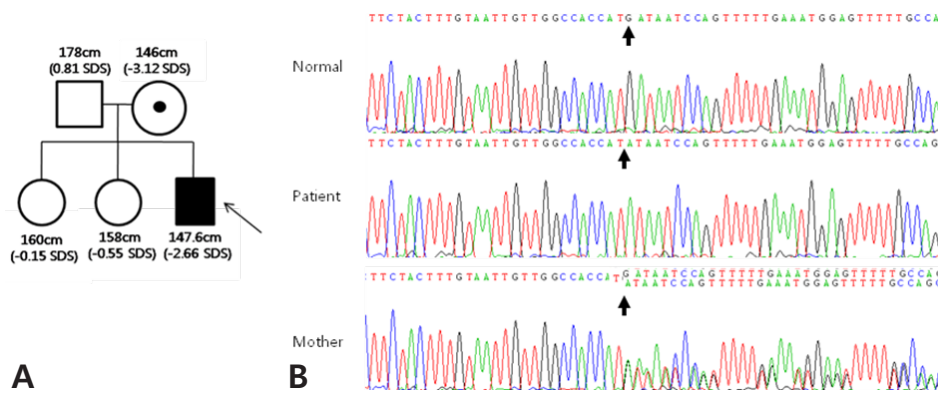 178cm
(0.81 SDS)
146cm
(-3.12 SDS)
160cm
(-0.15 SDS)
158cm
(-0.55 SDS)
147.6cm
(-2.66 SDS)
A
TTCTACTTTGTAATTGTTGGCCACCATGATAATCCAGTTTTTGAAATGGAGTTTTTGCCA
Normal
TTCTACTTTGTAATTGTTGGCCACCATATAATCCAGTTTTTGAAATGGAGTTTTTGCCAG
Patient
TTCTACTTTGTAATTGTTGGCCACCATGATAATCCAGTTTTTGAAATGGAGTTTTTGCCAG
ATAATCCAGTTTTTGAAATGGAGTTTTTGCCAGC
Mother
B